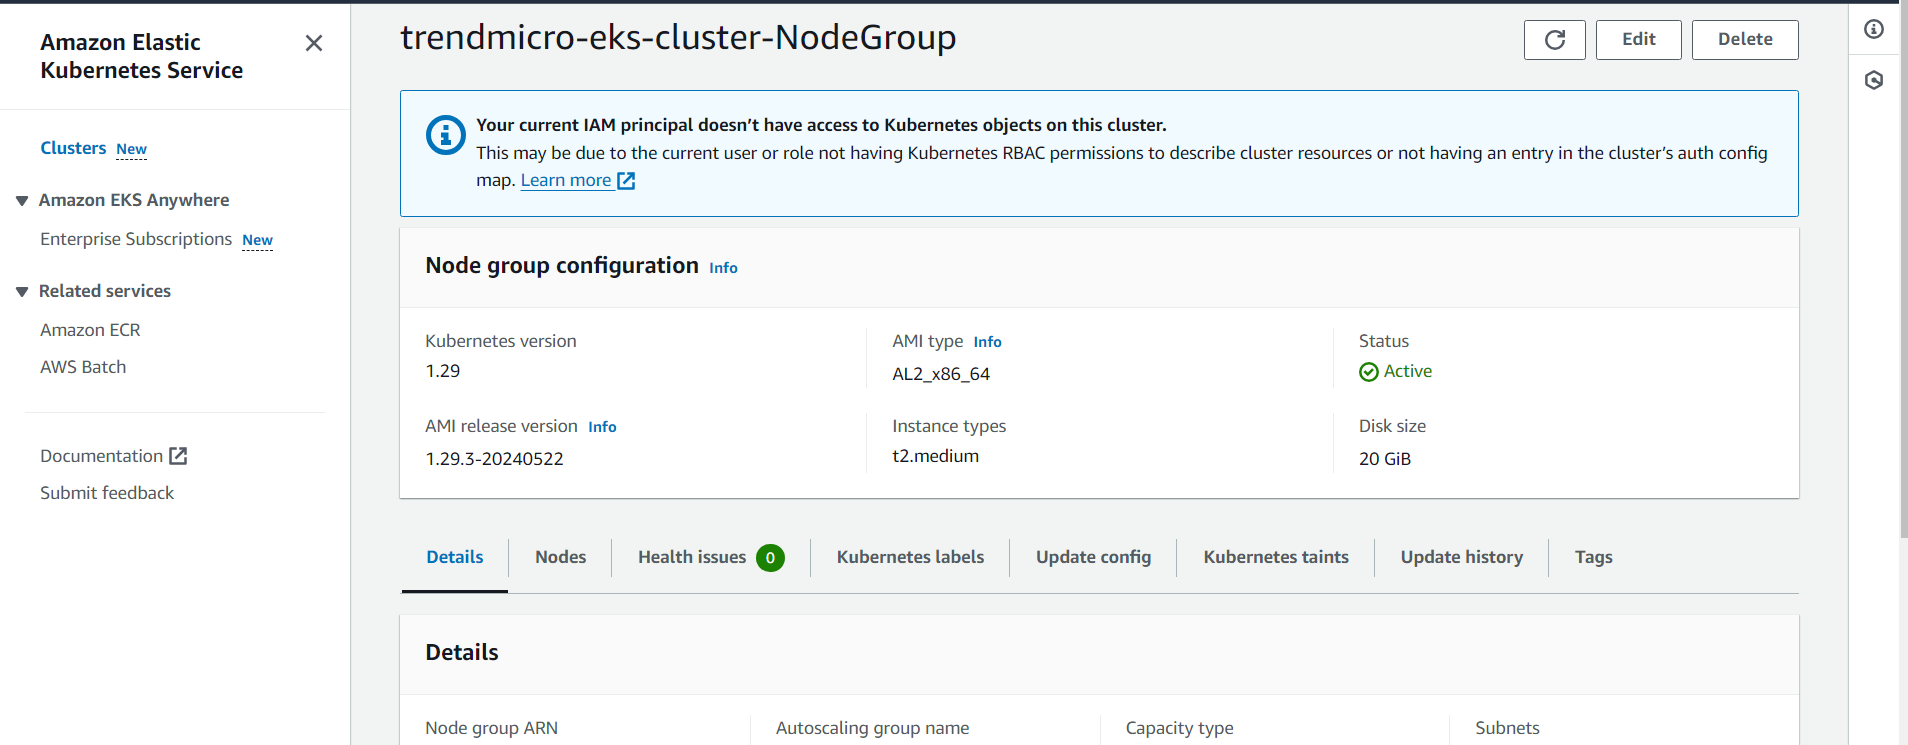 Amazon Elastic
Kubernetes Service
Clusters New
Amazon EKS Anywhere
Enterprise Subscriptions New
Related services
Amazon ECR
AWS Batch
Documentation
Submit feedback
trendmicro-eks-cluster-NodeGroup
Edit
Delete
Your current IAM principal doesn’t have access to Kubernetes objects on this cluster.
This may be due to the current user or role not having Kubernetes RBAC permissions to describe cluster resources or not having an entry in the cluster’s auth config
map. Learn more
Node group configuration Info
Kubernetes version
1.29
AMI type Info
AL2_x86_64
Status
Active
AMI release version Info
1.29.3-20240522
Instance types
t2.medium
Disk size
20 GiB
Details
Nodes
Health issues 0
Kubernetes labels
Update config
Kubernetes taints
Update history
Tags
Details
Node group ARN
Autoscaling group name
Capacity type
Subnets